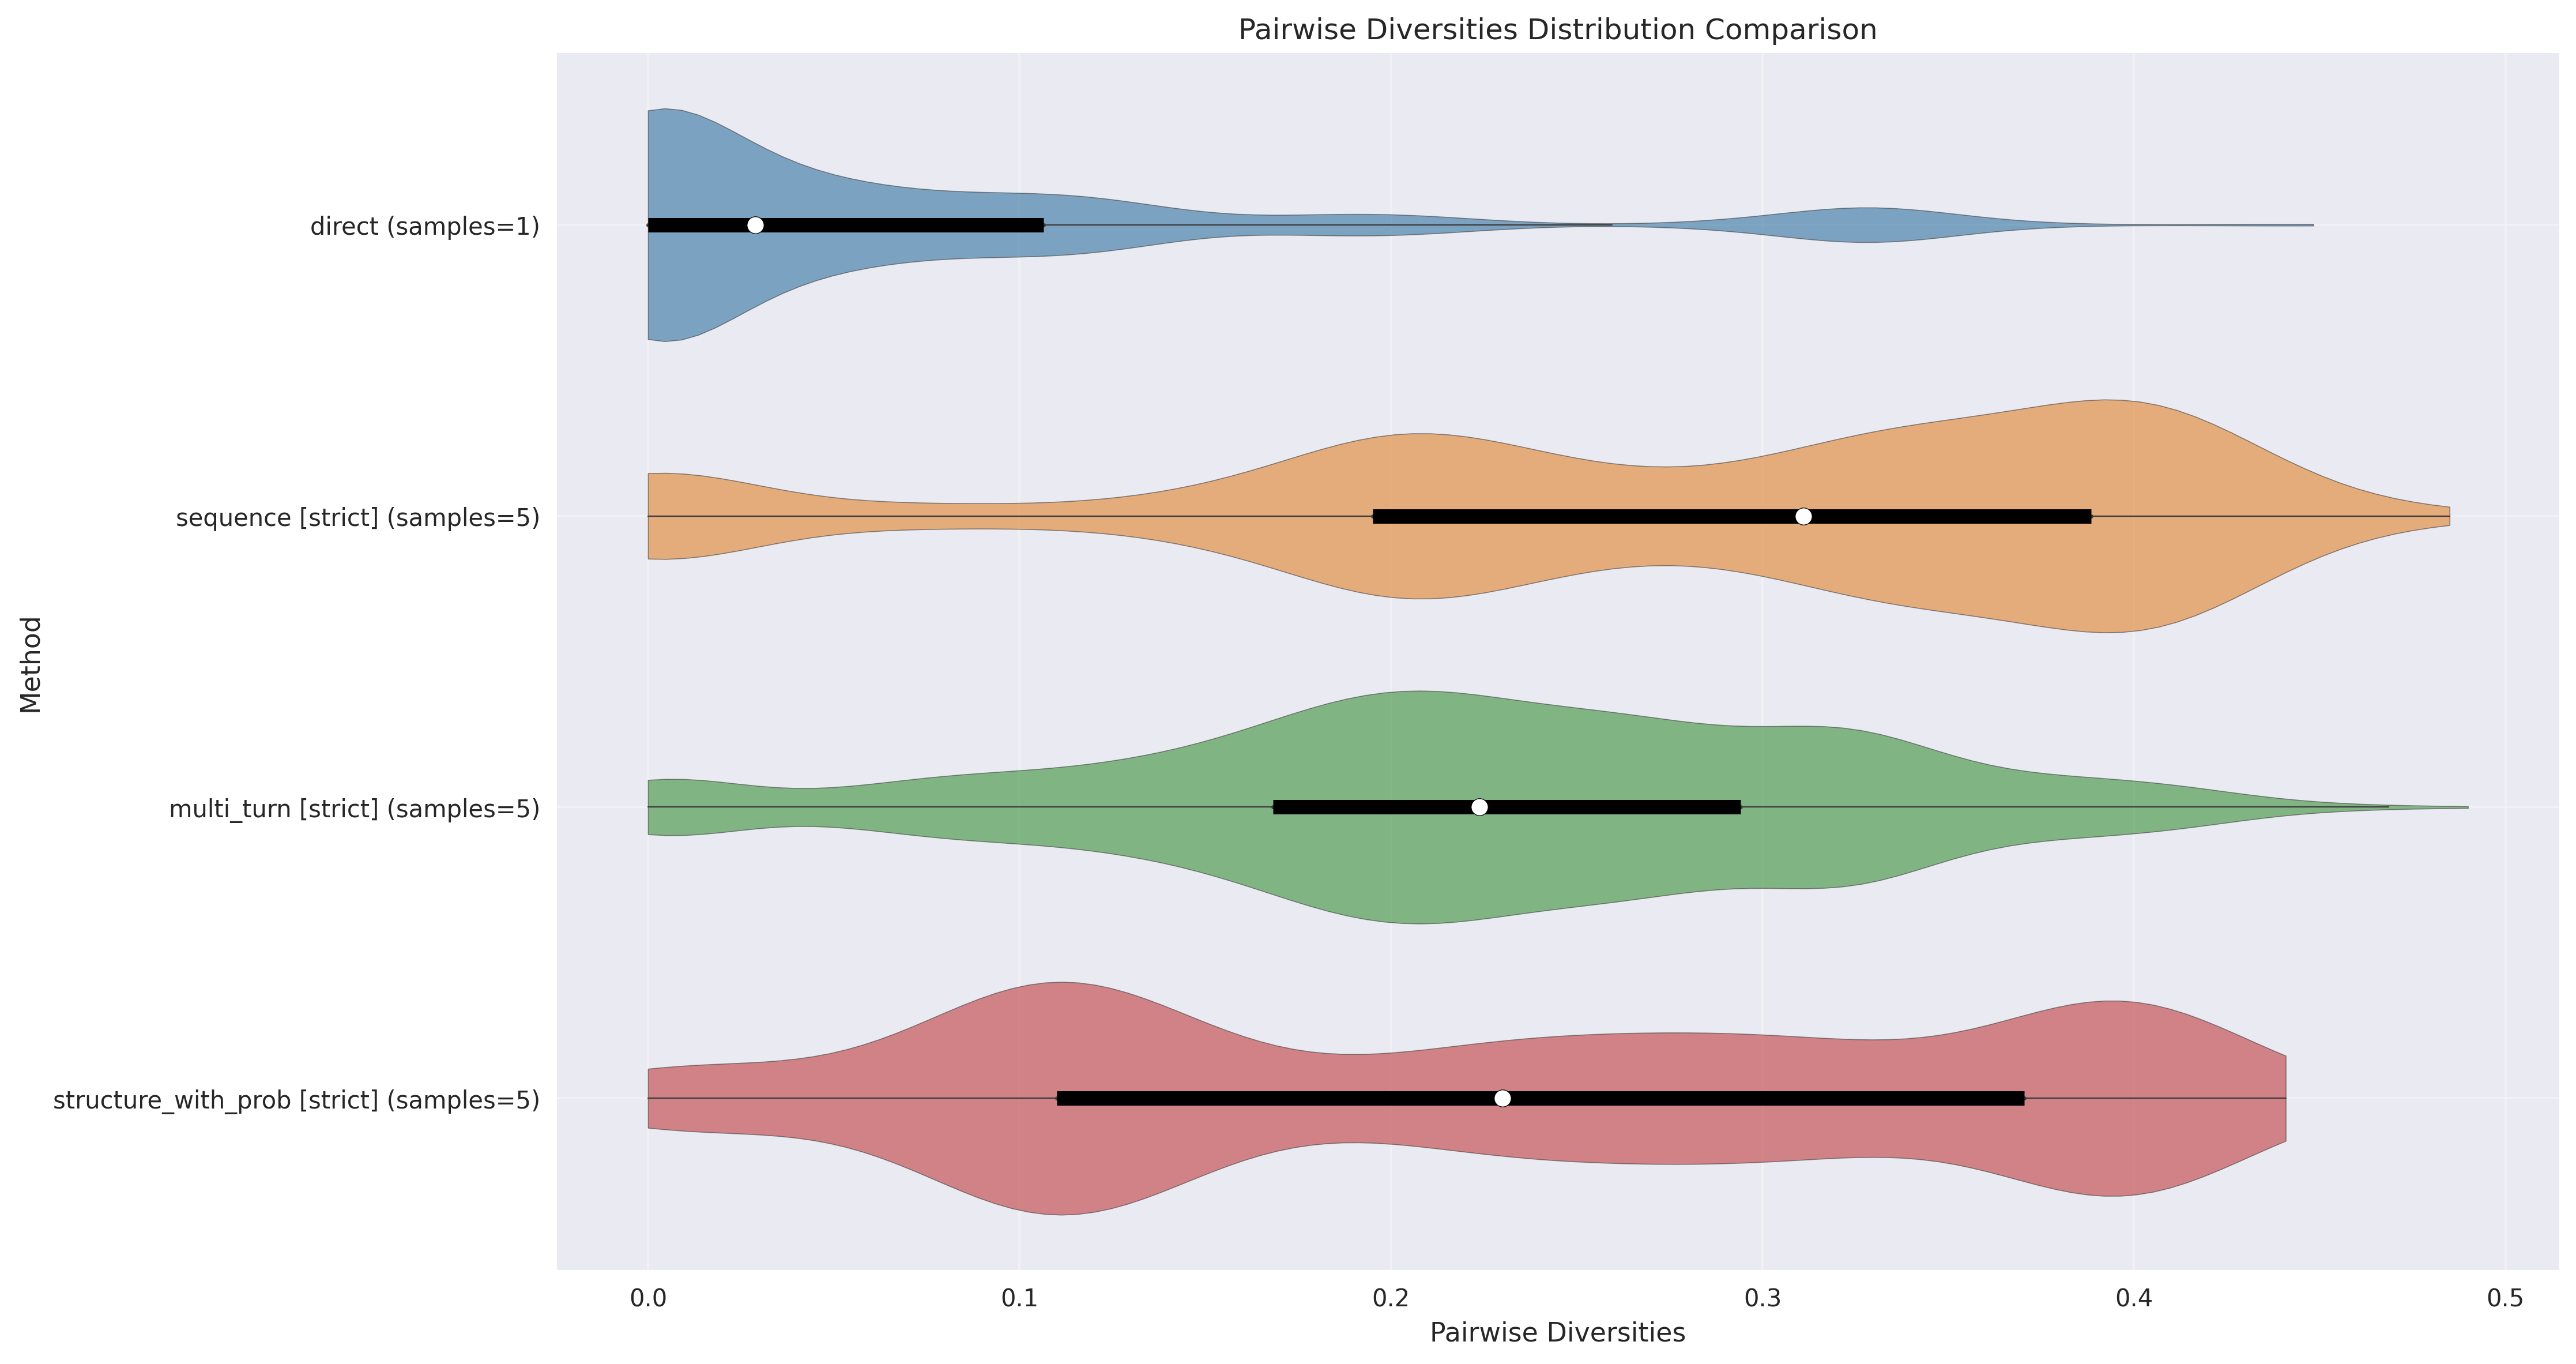 Pairwise Diversities Distribution Comparison
Method
direct (samples=1)
sequence [strict] (samples=5)
multi_turn [strict] (samples=5)
structure_with_prob [strict] (samples=5)
0.0 0.1 0.2 0.3 0.4 0.5
Pairwise Diversities